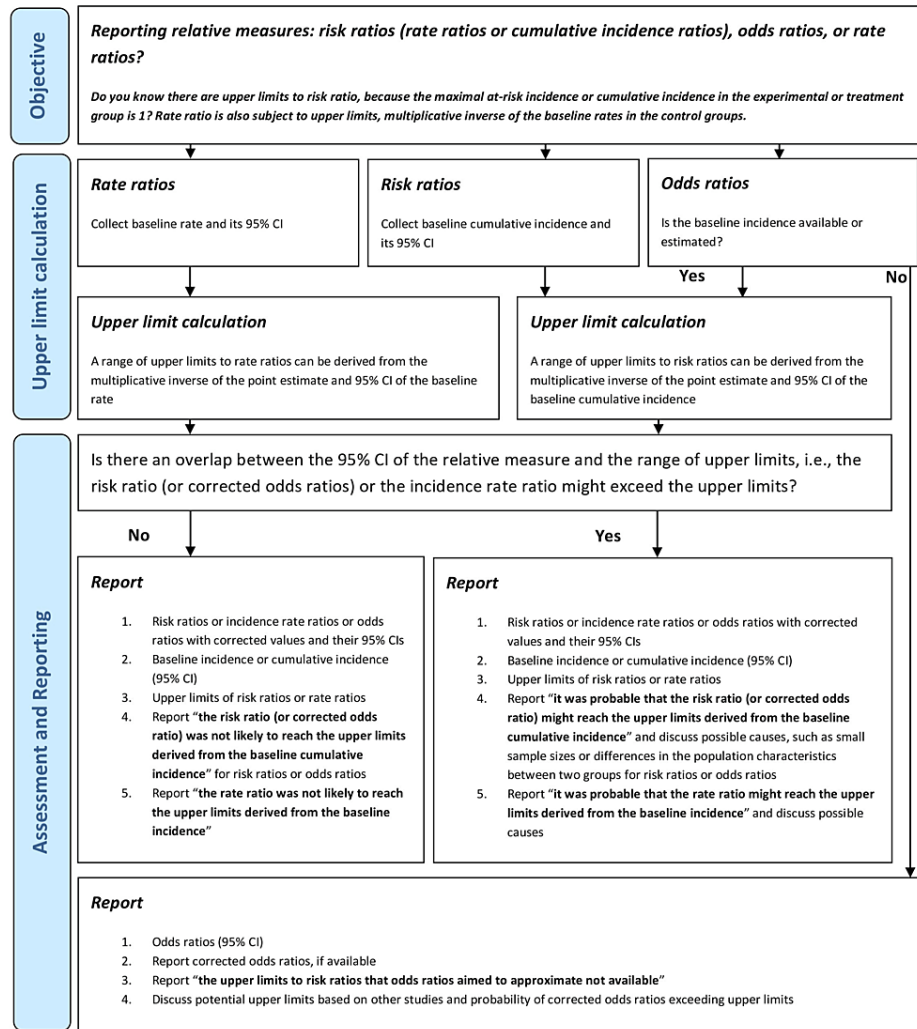 Objective
Reporting relative measures: risk ratios (rate ratios or cumulative incidence ratios), odds ratios, or rate
ratios?
Do you know there are upper limits to risk ratio, because the maximal at-risk incidence or cumulative incidence in the experimental or treatment
group is 1? Rate ratio is also subject to upper limits, multiplicative inverse of the baseline rates in the control groups.
Upper limit calculation
Rate ratios
Collect baseline rate and its 95% CI
Risk ratios
Collect baseline cumulative incidence and
its 95% CI
Odds ratios
Is the baseline incidence available or
estimated?
Yes
No
Upper limit calculation
A range of upper limits to rate ratios can be derived from the
multiplicative inverse of the point estimate and 95% CI of the baseline
rate
Upper limit calculation
A range of upper limits to risk ratios can be derived from the
multiplicative inverse of the point estimate and 95% CI of the
baseline cumulative incidence
Assessment and Reporting
Is there an overlap between the 95% CI of the relative measure and the range of upper limits, i.e., the
risk ratio (or corrected odds ratios) or the incidence rate ratio might exceed the upper limits?
No
Yes
Report
1. Risk ratios or incidence rate ratios or odds
ratios with corrected values and their 95% CIs
2. Baseline incidence or cumulative incidence
(95% CI)
3. Upper limits of risk ratios or rate ratios
4. Report “the risk ratio (or corrected odds
ratio) was not likely to reach the upper limits
derived from the baseline cumulative
incidence” for risk ratios or odds ratios
5. Report “the rate ratio was not likely to reach
the upper limits derived from the baseline
incidence”
Report
1. Risk ratios or incidence rate ratios or odds ratios with corrected
values and their 95% CIs
2. Baseline incidence or cumulative incidence (95% CI)
3. Upper limits of risk ratios or rate ratios
4. Report “it was probable that the risk ratio (or corrected odds
ratio) might reach the upper limits derived from the baseline
cumulative incidence” and discuss possible causes, such as small
sample sizes or differences in the population characteristics
between two groups for risk ratios or odds ratios
5. Report “it was probable that the rate ratio might reach the upper
limits derived from the baseline incidence” and discuss possible
causes
Report
1. Odds ratios (95% CI)
2. Report corrected odds ratios, if available
3. Report “the upper limits to risk ratios that odds ratios aimed to approximate not available”
4. Discuss potential upper limits based on other studies and probability of corrected odds ratios exceeding upper limits